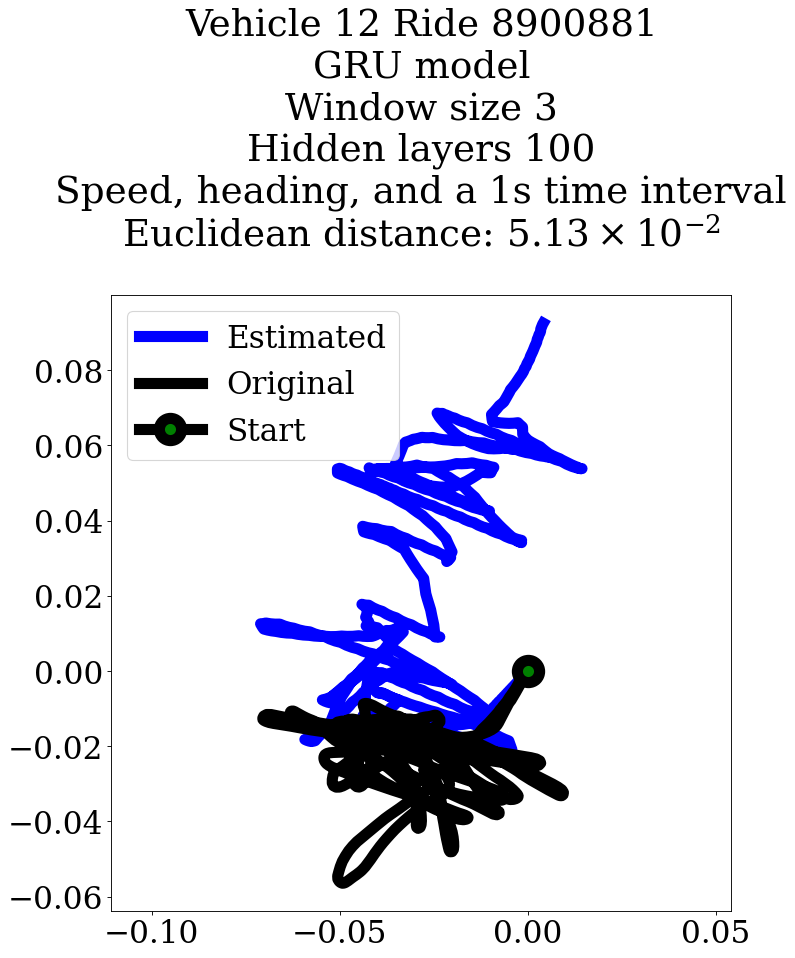 Vehicle 12 Ride 8900881
GRU model
Window size 3
Hidden layers 100
Speed, heading, and a 1s time interval
Euclidean distance: 5.13 × 10⁻²
Estimated
Original
Start
0.08
0.06
0.04
0.02
0.00
−0.02
−0.04
−0.06
−0.10 −0.05 0.00 0.05